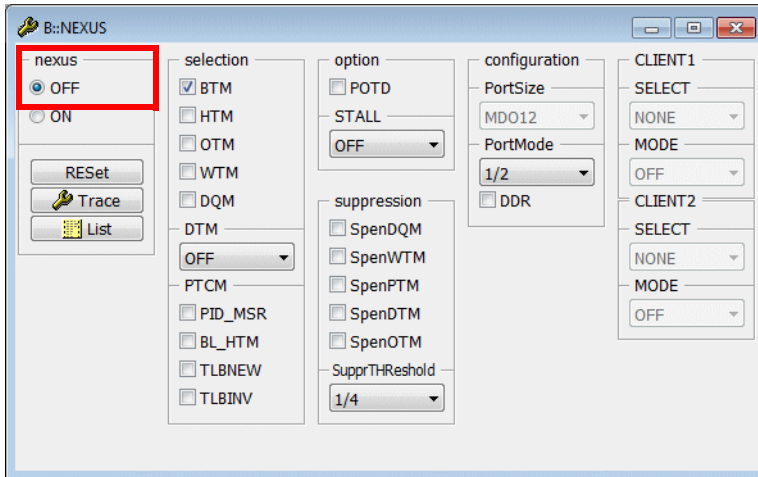 B::NEXUS
nexus
OFF
ON
RESet
Trace
List
selection
BTM
HTM
OTM
WTM
DQM
DTM
OFF
PTCM
PID_MSR
BL_HTM
TLBNEW
TLBINV
option
POTD
STALL
OFF
suppression
SpenDQM
SpenWTM
SpenPTM
SpenDTM
SpenOTM
SupprTHReshold
1/4
configuration
PortSize
MDO12
PortMode
1/2
DDR
CLIENT1
SELECT
NONE
MODE
OFF
CLIENT2
SELECT
NONE
MODE
OFF